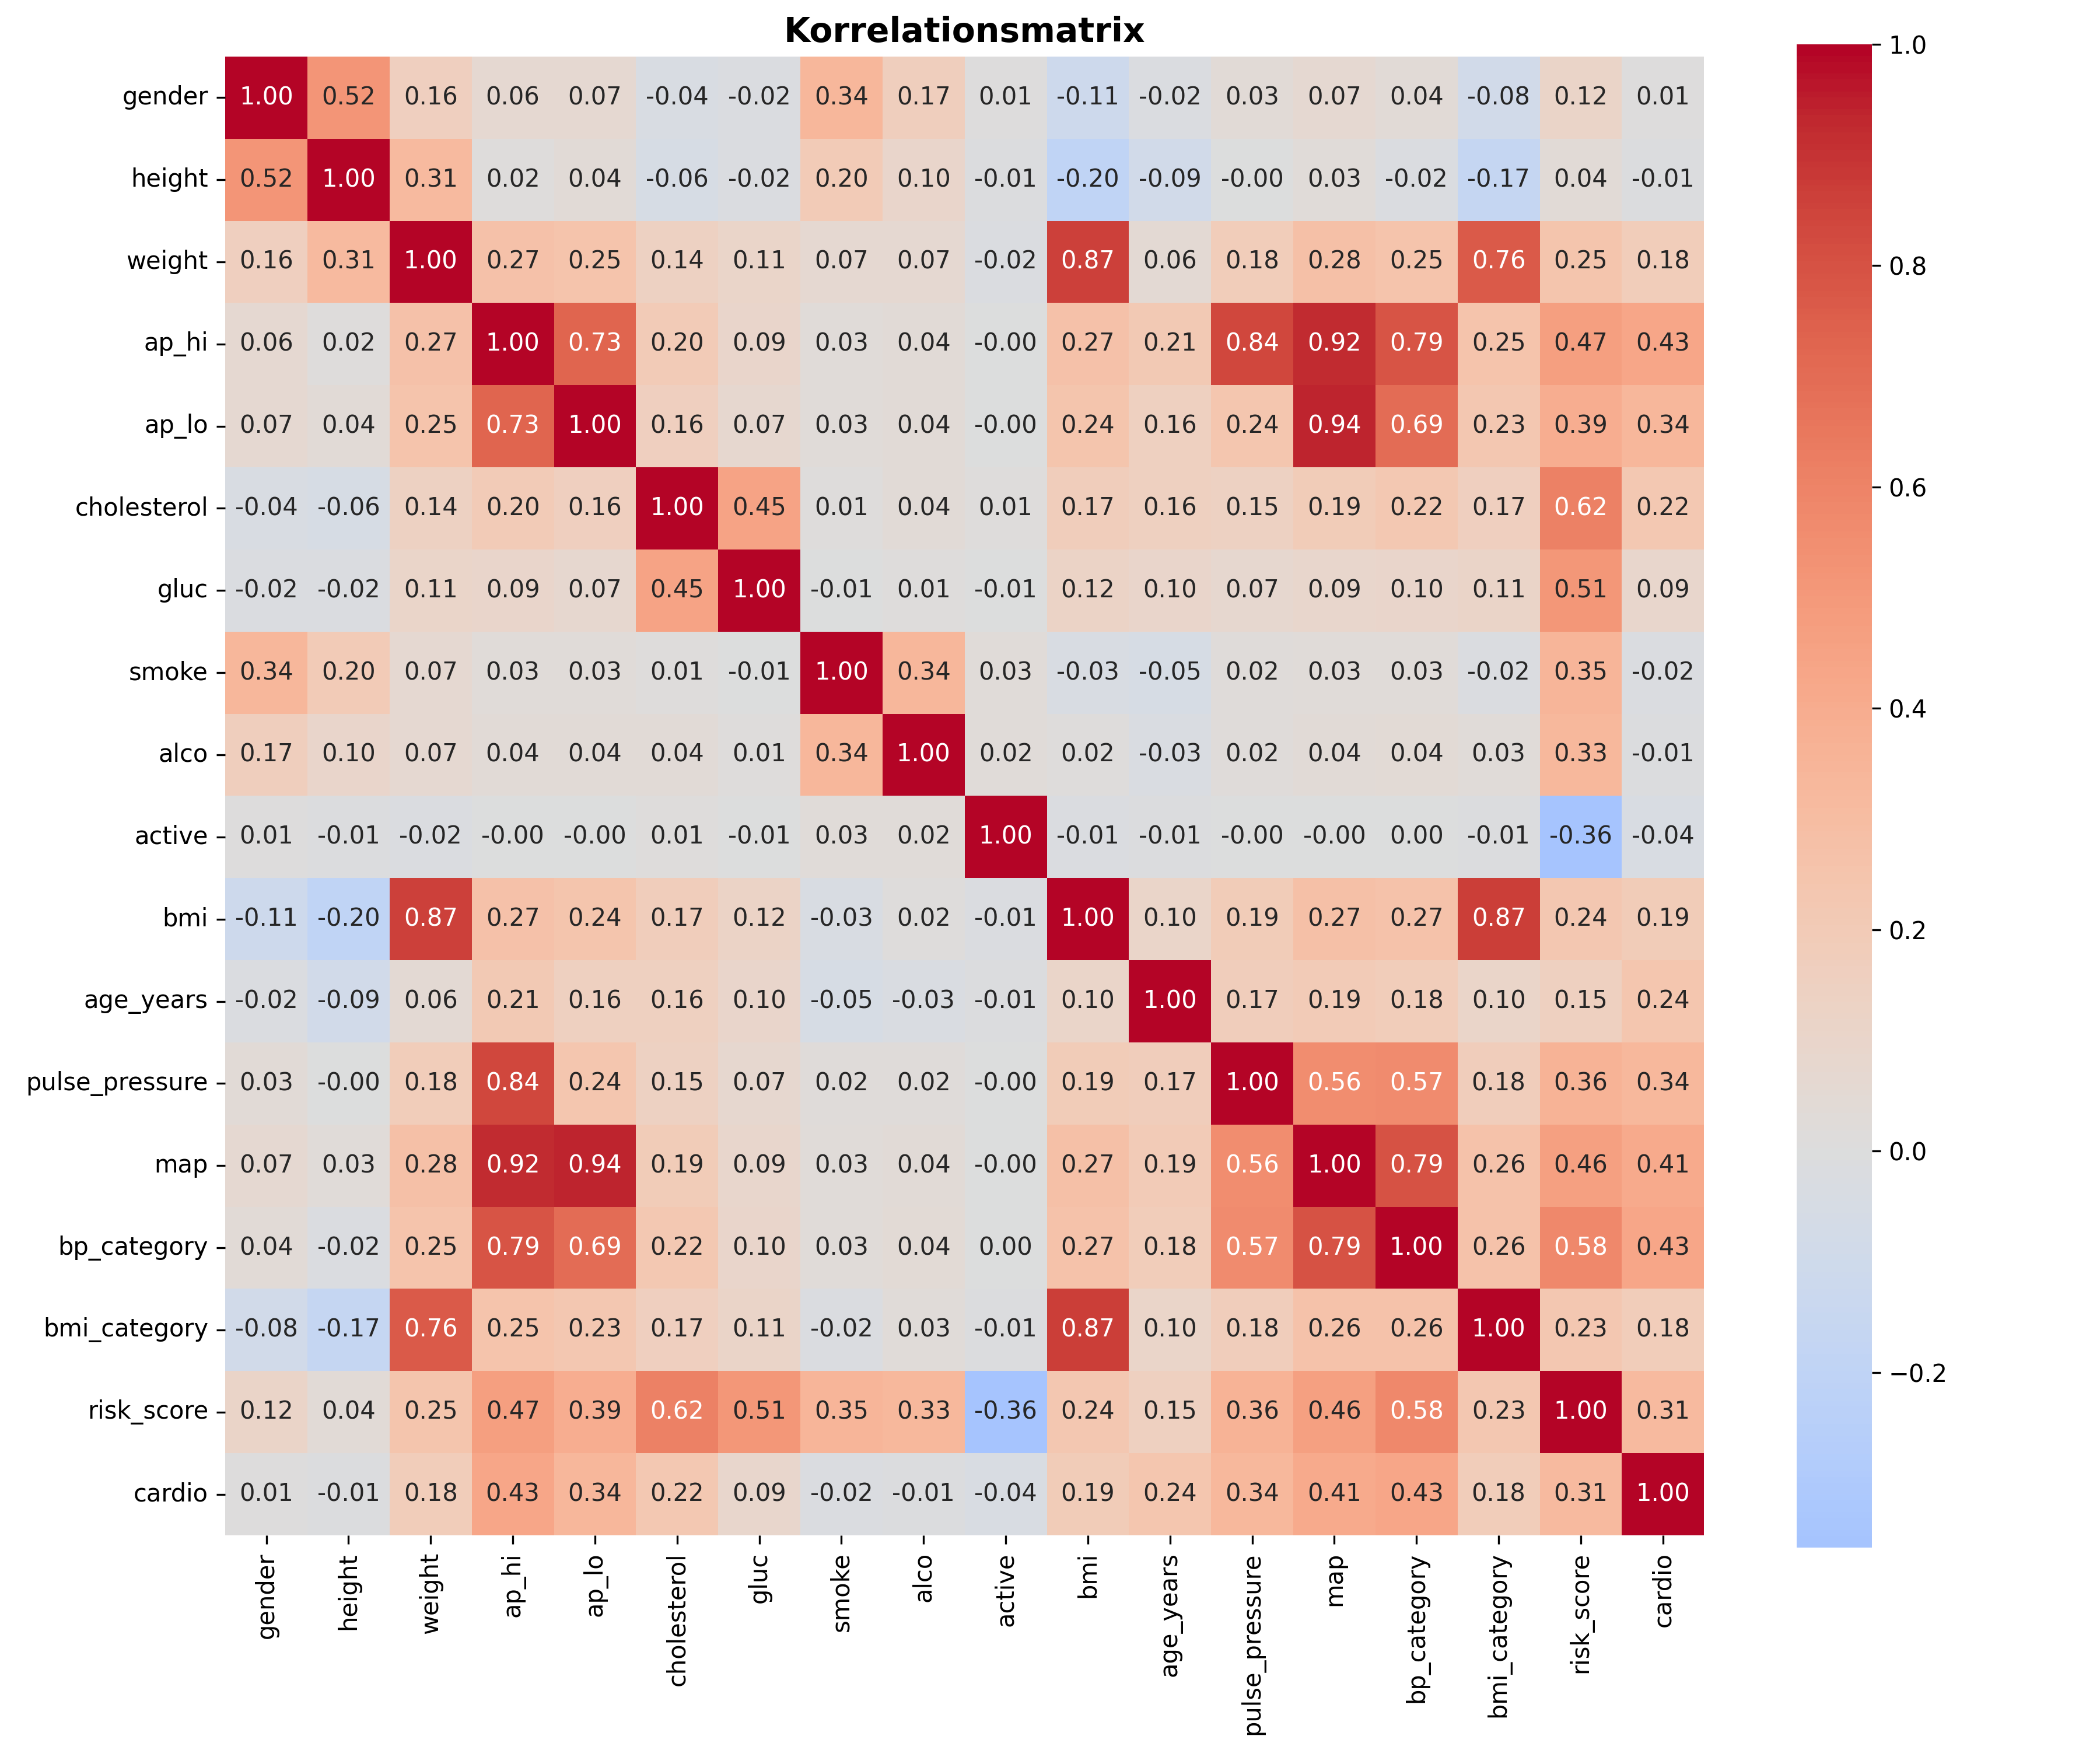 Korrelationsmatrix
gender 1.00 0.52 0.16 0.06 0.07 -0.04 -0.02 0.34 0.17 0.01 -0.11 -0.02 0.03 0.07 0.04 -0.08 0.12 0.01
height 0.52 1.00 0.31 0.02 0.04 -0.06 -0.02 0.20 0.10 -0.01 -0.20 -0.09 -0.00 0.03 -0.02 -0.17 0.04 -0.01
weight 0.16 0.31 1.00 0.27 0.25 0.14 0.11 0.07 0.07 -0.02 0.87 0.06 0.18 0.28 0.25 0.76 0.25 0.18
ap_hi 0.06 0.02 0.27 1.00 0.73 0.20 0.09 0.03 0.04 -0.00 0.27 0.21 0.84 0.92 0.79 0.25 0.47 0.43
ap_lo 0.07 0.04 0.25 0.73 1.00 0.16 0.07 0.03 0.04 -0.00 0.24 0.16 0.24 0.94 0.69 0.23 0.39 0.34
cholesterol -0.04 -0.06 0.14 0.20 0.16 1.00 0.45 0.01 0.04 0.01 0.17 0.16 0.15 0.19 0.22 0.17 0.62 0.22
gluc -0.02 -0.02 0.11 0.09 0.07 0.45 1.00 -0.01 0.01 -0.01 0.12 0.10 0.07 0.09 0.10 0.11 0.51 0.09
smoke 0.34 0.20 0.07 0.03 0.03 0.01 -0.01 1.00 0.34 0.03 -0.03 -0.05 0.02 0.03 0.03 -0.02 0.35 -0.02
alco 0.17 0.10 0.07 0.04 0.04 0.04 0.01 0.34 1.00 0.02 0.02 -0.03 0.02 0.04 0.04 0.03 0.33 -0.01
active 0.01 -0.01 -0.02 -0.00 -0.00 0.01 -0.01 0.03 0.02 1.00 -0.01 -0.01 -0.00 -0.00 0.00 -0.01 -0.36 -0.04
bmi -0.11 -0.20 0.87 0.27 0.24 0.17 0.12 -0.03 0.02 -0.01 1.00 0.10 0.19 0.27 0.27 0.87 0.24 0.19
age_years -0.02 -0.09 0.06 0.21 0.16 0.16 0.10 -0.05 -0.03 -0.01 0.10 1.00 0.17 0.19 0.18 0.10 0.15 0.24
pulse_pressure 0.03 -0.00 0.18 0.84 0.24 0.15 0.07 0.02 0.02 -0.00 0.19 0.17 1.00 0.56 0.57 0.18 0.36 0.34
map 0.07 0.03 0.28 0.92 0.94 0.19 0.09 0.03 0.04 -0.00 0.27 0.19 0.56 1.00 0.79 0.26 0.46 0.41
bp_category 0.04 -0.02 0.25 0.79 0.69 0.22 0.10 0.03 0.04 0.00 0.27 0.18 0.57 0.79 1.00 0.26 0.58 0.43
bmi_category -0.08 -0.17 0.76 0.25 0.23 0.17 0.11 -0.02 0.03 -0.01 0.87 0.10 0.18 0.26 0.26 1.00 0.23 0.18
risk_score 0.12 0.04 0.25 0.47 0.39 0.62 0.51 0.35 0.33 -0.36 0.24 0.15 0.36 0.46 0.58 0.23 1.00 0.31
cardio 0.01 -0.01 0.18 0.43 0.34 0.22 0.09 -0.02 -0.01 -0.04 0.19 0.24 0.34 0.41 0.43 0.18 0.31 1.00
gender height weight ap_hi ap_lo cholesterol gluc smoke alco active bmi age_years pulse_pressure map bp_category bmi_category risk_score cardio
1.0
0.8
0.6
0.4
0.2
0.0
−0.2